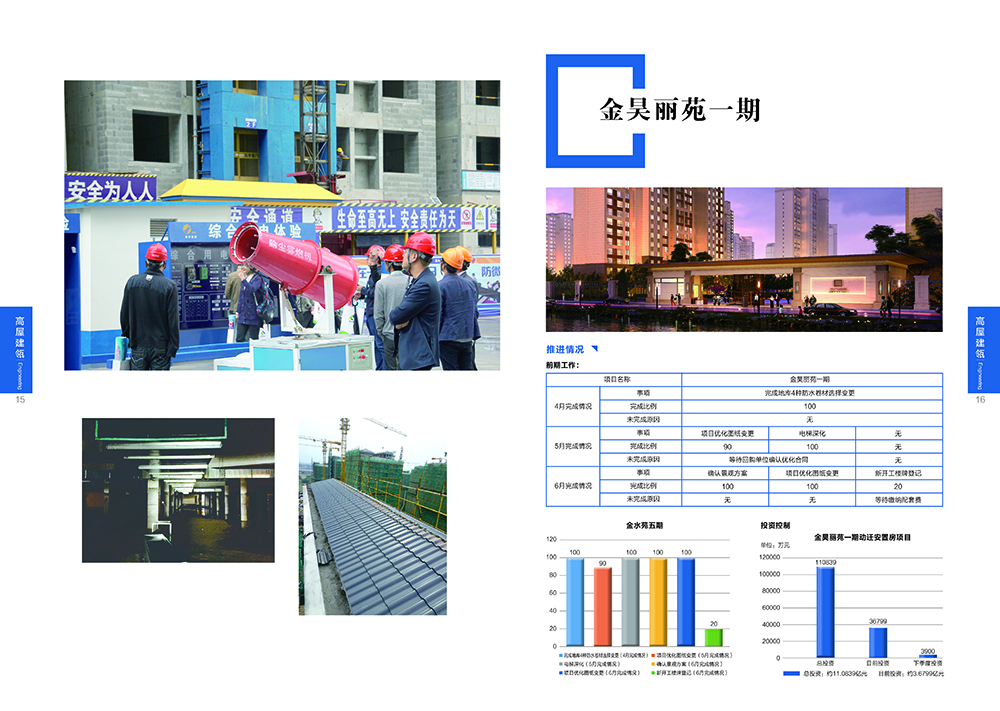 安全为人人
安全通道
生命至高无上 安全责任为天
综合用电体验
综合用电
除尘雾炮机
防微
高屋建瓴
Engineering
15
金昊丽苑一期
推进情况
前期工作:
项目名称 金昊丽苑一期
4月完成情况 事项 完成地库4种防水卷材选择变更
完成比例 100
未完成原因 无
5月完成情况 事项 项目优化图纸变更 电梯深化 无
完成比例 90 100 无
未完成原因 等待回购单位确认优化合同 无
6月完成情况 事项 确认景观方案 项目优化图纸变更 新开工楼牌登记
完成比例 100 100 20
未完成原因 无 无 等待缴纳配套费
金水苑五期
120
100
80
60
40
20
0
100 90 100 100 100 20
完成地库4种防水卷材选择变更（4月完成情况） 项目优化图纸变更（5月完成情况）
电梯深化（5月完成情况） 确认景观方案（6月完成情况）
项目优化图纸变更（6月完成情况） 新开工楼牌登记（6月完成情况）
投资控制
金昊丽苑一期动迁安置房项目
单位：万元
120000
100000
80000
60000
40000
20000
0
110839
36799
3900
总投资 目前投资 下季度投资
总投资：约11.0839亿元 目前投资：约3.6799亿元
高屋建瓴
Engineering
16